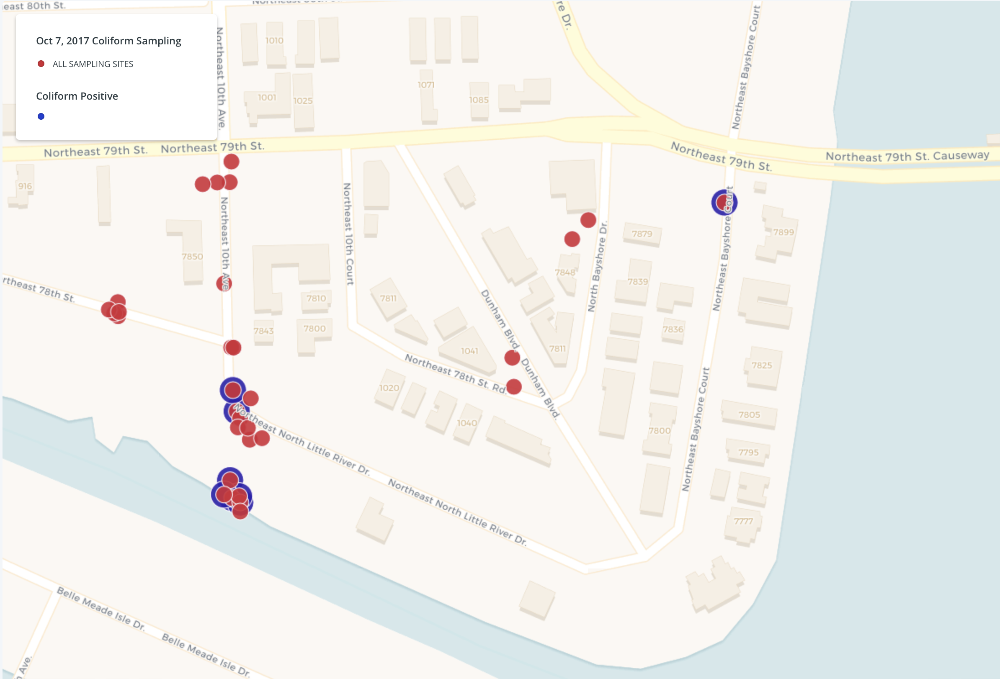 east 80th St.
Oct 7, 2017 Coliform Sampling
ALL SAMPLING SITES
Coliform Positive
Northeast 10th Ave.
1010
1001
1025
1071
1085
re Dr.
Northeast Bayshore Court
Northeast 79th St.
Northeast 79th St.
Northeast 79th St.
Northeast 79th St. Causeway
916
7850
Northeast 10th Ave
Northeast 10th Court
7810
7843
7800
7811
1041
Dunham Blvd.
Dunham Blvd.
7848
7811
North Bayshore Dr.
7879
7839
7836
7800
Northeast Bayshore Court
Northeast Bayshore Court
7899
7825
7805
7795
7777
rtheast 78th St.
Northeast 78th St. Rd.
1020
1040
Northeast North Little River Dr.
Northeast North Little River Dr.
Belle Meade Isle Dr.
Belle Meade Isle Dr.
Ave.